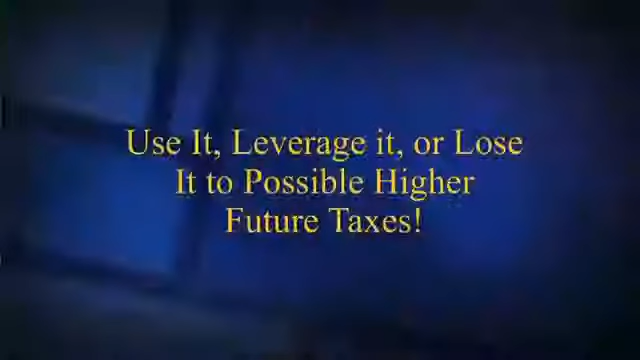 Use It, Leverage it, or Lose
It to Possible Higher
Future Taxes!